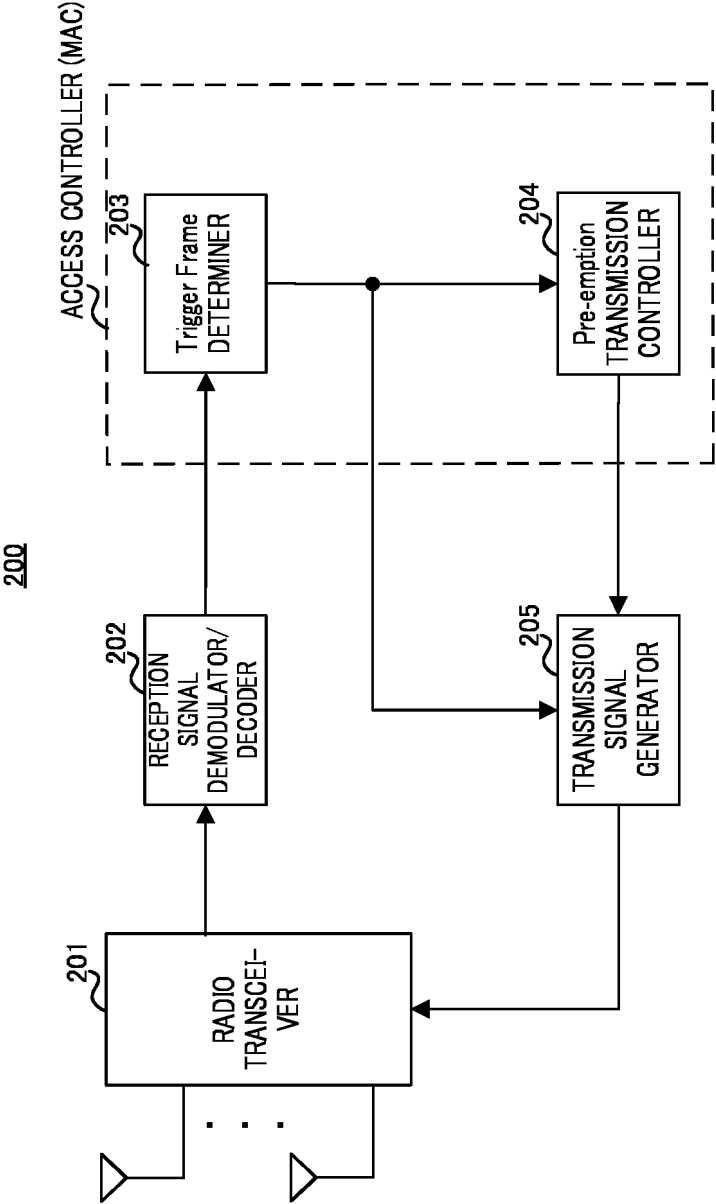 200
ACCESS CONTROLLER (MAC)
201
RADIO
TRANSCEI-
VER
202
RECEPTION
SIGNAL
DEMODULATOR/
DECODER
203
Trigger Frame
DETERMINER
204
Pre-emption
TRANSMISSION
CONTROLLER
205
TRANSMISSION
SIGNAL
GENERATOR